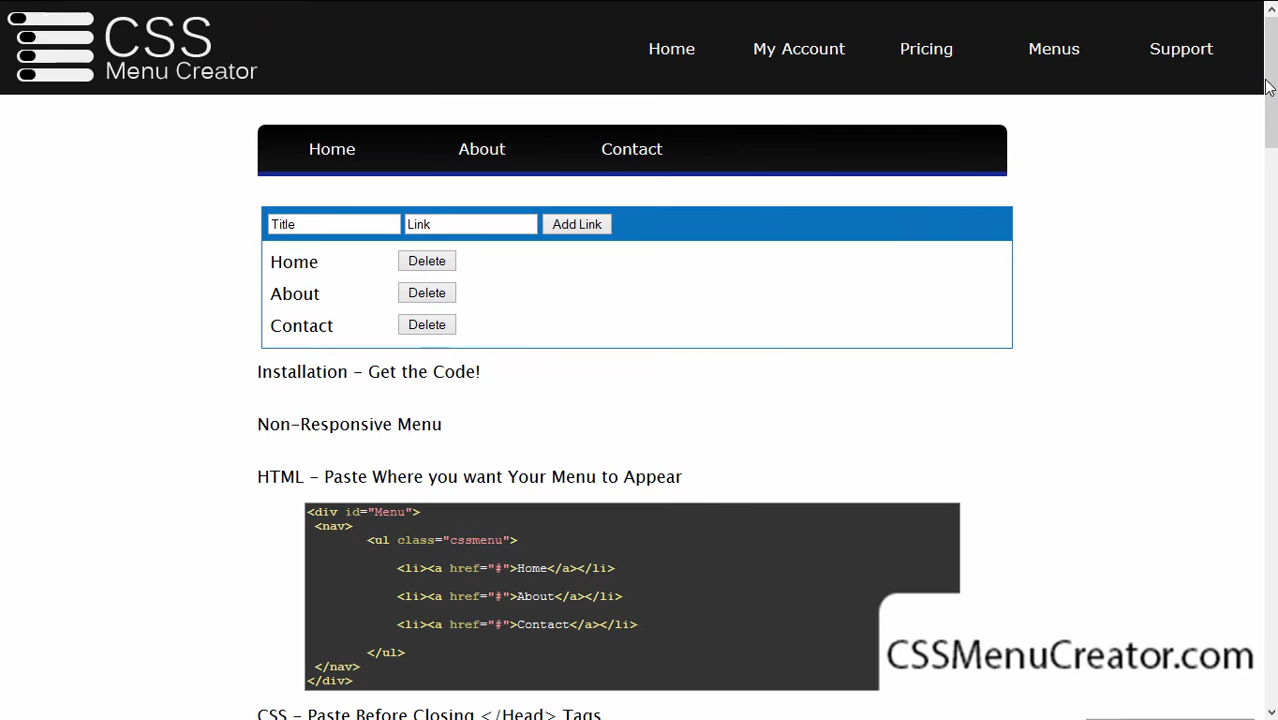 CSS
Menu Creator
Home My Account Pricing Menus Support
Home About Contact
Title Link Add Link
Home Delete
About Delete
Contact Delete
Installation - Get the Code!
Non-Responsive Menu
HTML - Paste Where you want Your Menu to Appear
<div id="Menu">
<nav>
<ul class="cssmenu">
<li><a href="#">Home</a></li>
<li><a href="#">About</a></li>
<li><a href="#">Contact</a></li>
</ul>
</nav>
</div>
CSSMenuCreator.com
CSS - Paste Before Closing </Head> Tags